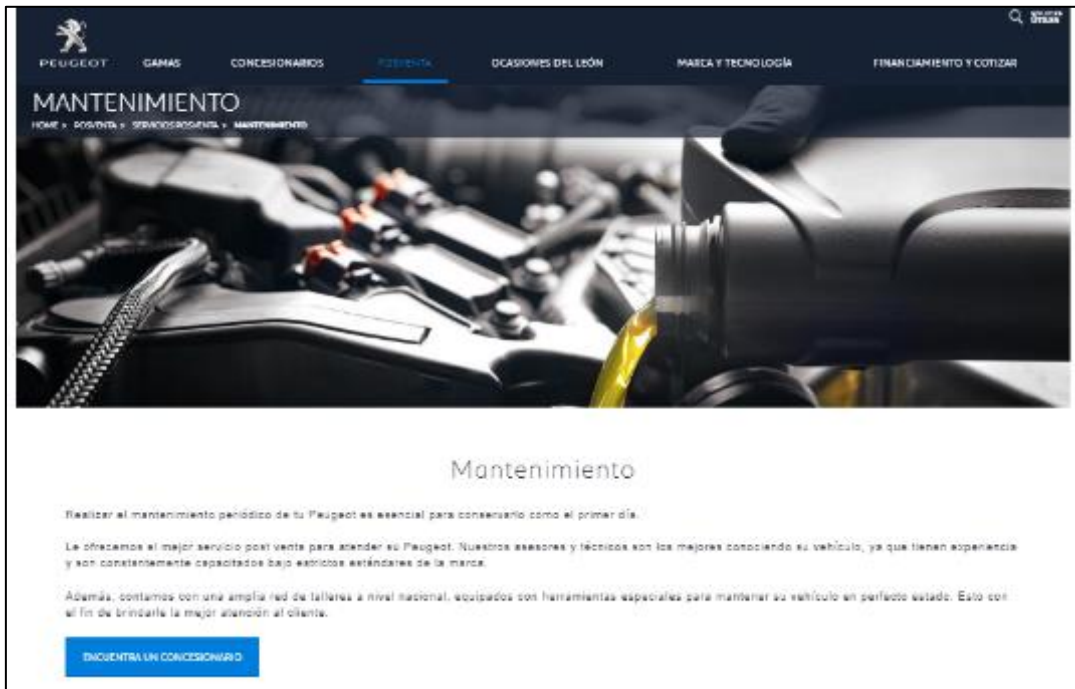 PEUGEOT
GAMAS
CONCESIONARIOS
POSVENTA
OCASIONES DEL LEÓN
MARCA Y TECNOLOGÍA
FINANCIAMIENTO Y COTIZAR
MANTENIMIENTO
HOME > POSVENTA > SERVICIOS POSVENTA > MANTENIMIENTO
Mantenimiento
Realizar el mantenimiento periódico de tu Peugeot es esencial para conservarlo como el primer día.
Le ofrecemos el mejor servicio post venta para atender su Peugeot. Nuestros asesores y técnicos son los mejores conociendo su vehículo, ya que tienen experiencia
y son constantemente capacitados bajo estrictos estándares de la marca.
Además, contamos con una amplia red de talleres a nivel nacional, equipados con herramientas especiales para mantener su vehículo en perfecto estado. Esto con
el fin de brindarle la mejor atención al cliente.
ENCUENTRA UN CONCESIONARIO